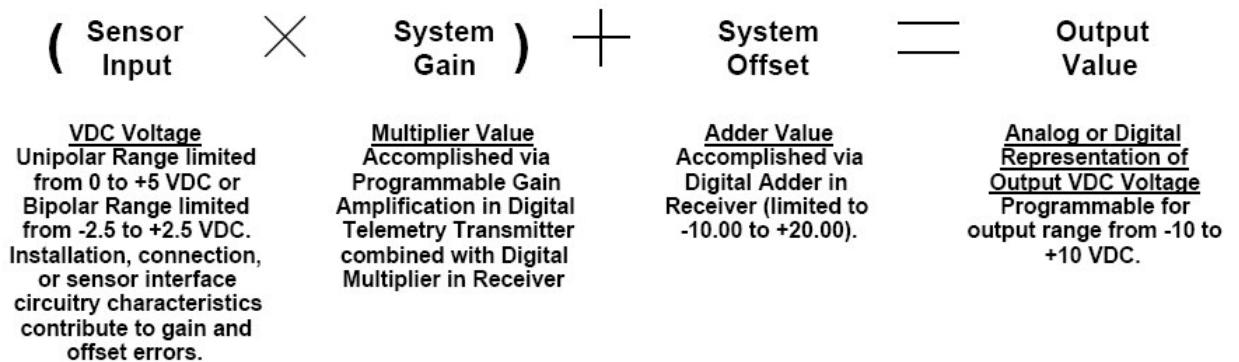 ( Sensor Input × System Gain ) + System Offset = Output Value
VDC Voltage
Unipolar Range limited
from 0 to +5 VDC or
Bipolar Range limited
from -2.5 to +2.5 VDC.
Installation, connection,
or sensor interface
circuitry characteristics
contribute to gain and
offset errors.
Multiplier Value
Accomplished via
Programmable Gain
Amplification in Digital
Telemetry Transmitter
combined with Digital
Multiplier in Receiver
Adder Value
Accomplished via
Digital Adder in
Receiver (limited to
-10.00 to +20.00).
Analog or Digital
Representation of
Output VDC Voltage
Programmable for
output range from -10 to
+10 VDC.